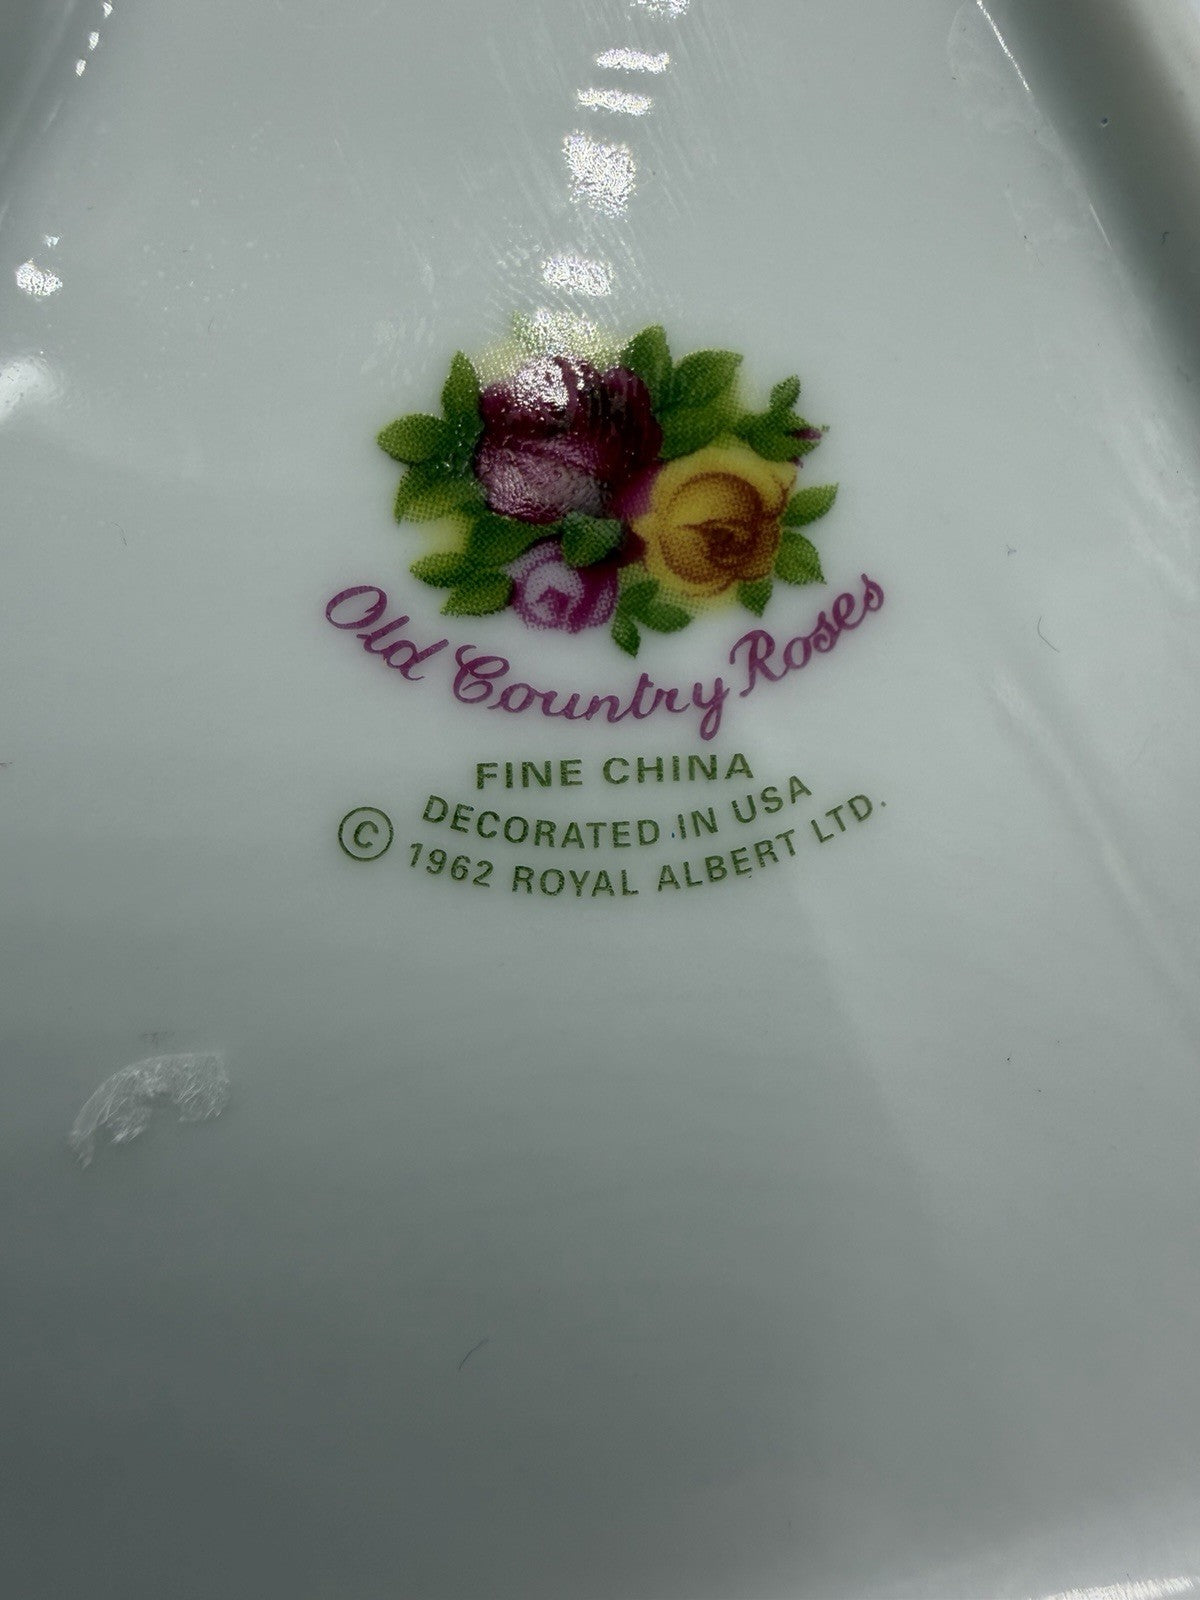 Old Country Roses
FINE CHINA
DECORATED IN USA
© 1962 ROYAL ALBERT LTD.